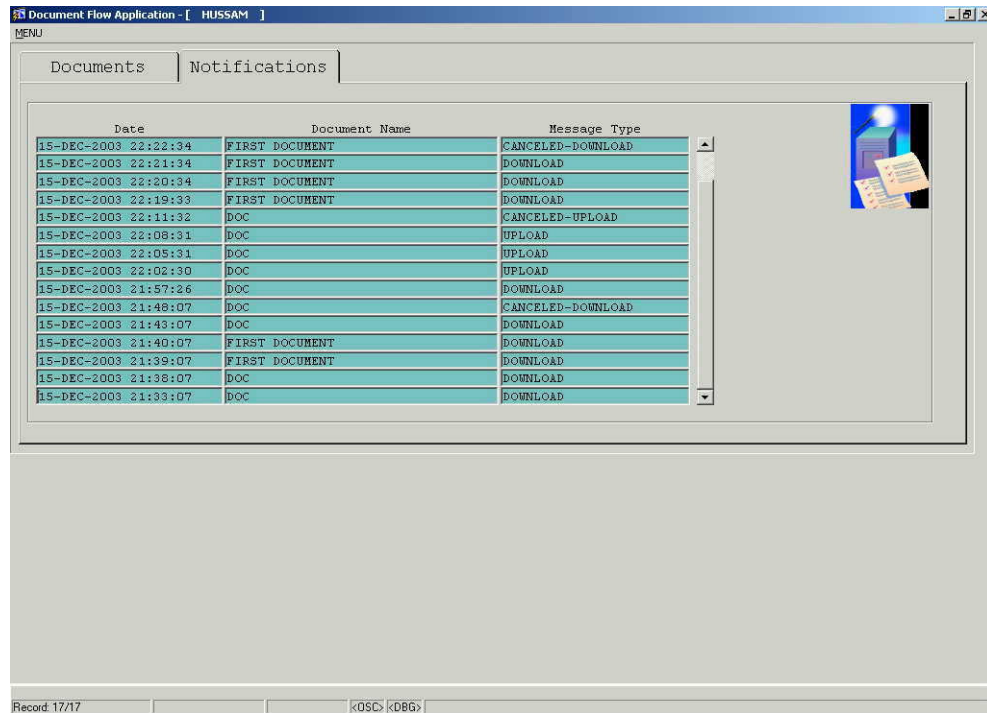 Document Flow Application - [ HUSSAM ]
MENU
Documents Notifications
Date Document Name Message Type
15-DEC-2003 22:22:34 FIRST DOCUMENT CANCELED-DOWNLOAD
15-DEC-2003 22:21:34 FIRST DOCUMENT DOWNLOAD
15-DEC-2003 22:20:34 FIRST DOCUMENT DOWNLOAD
15-DEC-2003 22:19:33 FIRST DOCUMENT DOWNLOAD
15-DEC-2003 22:11:32 DOC CANCELED-UPLOAD
15-DEC-2003 22:08:31 DOC UPLOAD
15-DEC-2003 22:05:31 DOC UPLOAD
15-DEC-2003 22:02:30 DOC UPLOAD
15-DEC-2003 21:57:26 DOC DOWNLOAD
15-DEC-2003 21:48:07 DOC CANCELED-DOWNLOAD
15-DEC-2003 21:43:07 DOC DOWNLOAD
15-DEC-2003 21:40:07 FIRST DOCUMENT DOWNLOAD
15-DEC-2003 21:39:07 FIRST DOCUMENT DOWNLOAD
15-DEC-2003 21:38:07 DOC DOWNLOAD
15-DEC-2003 21:33:07 DOC DOWNLOAD
Record: 17/17 <OSC> <DBG>